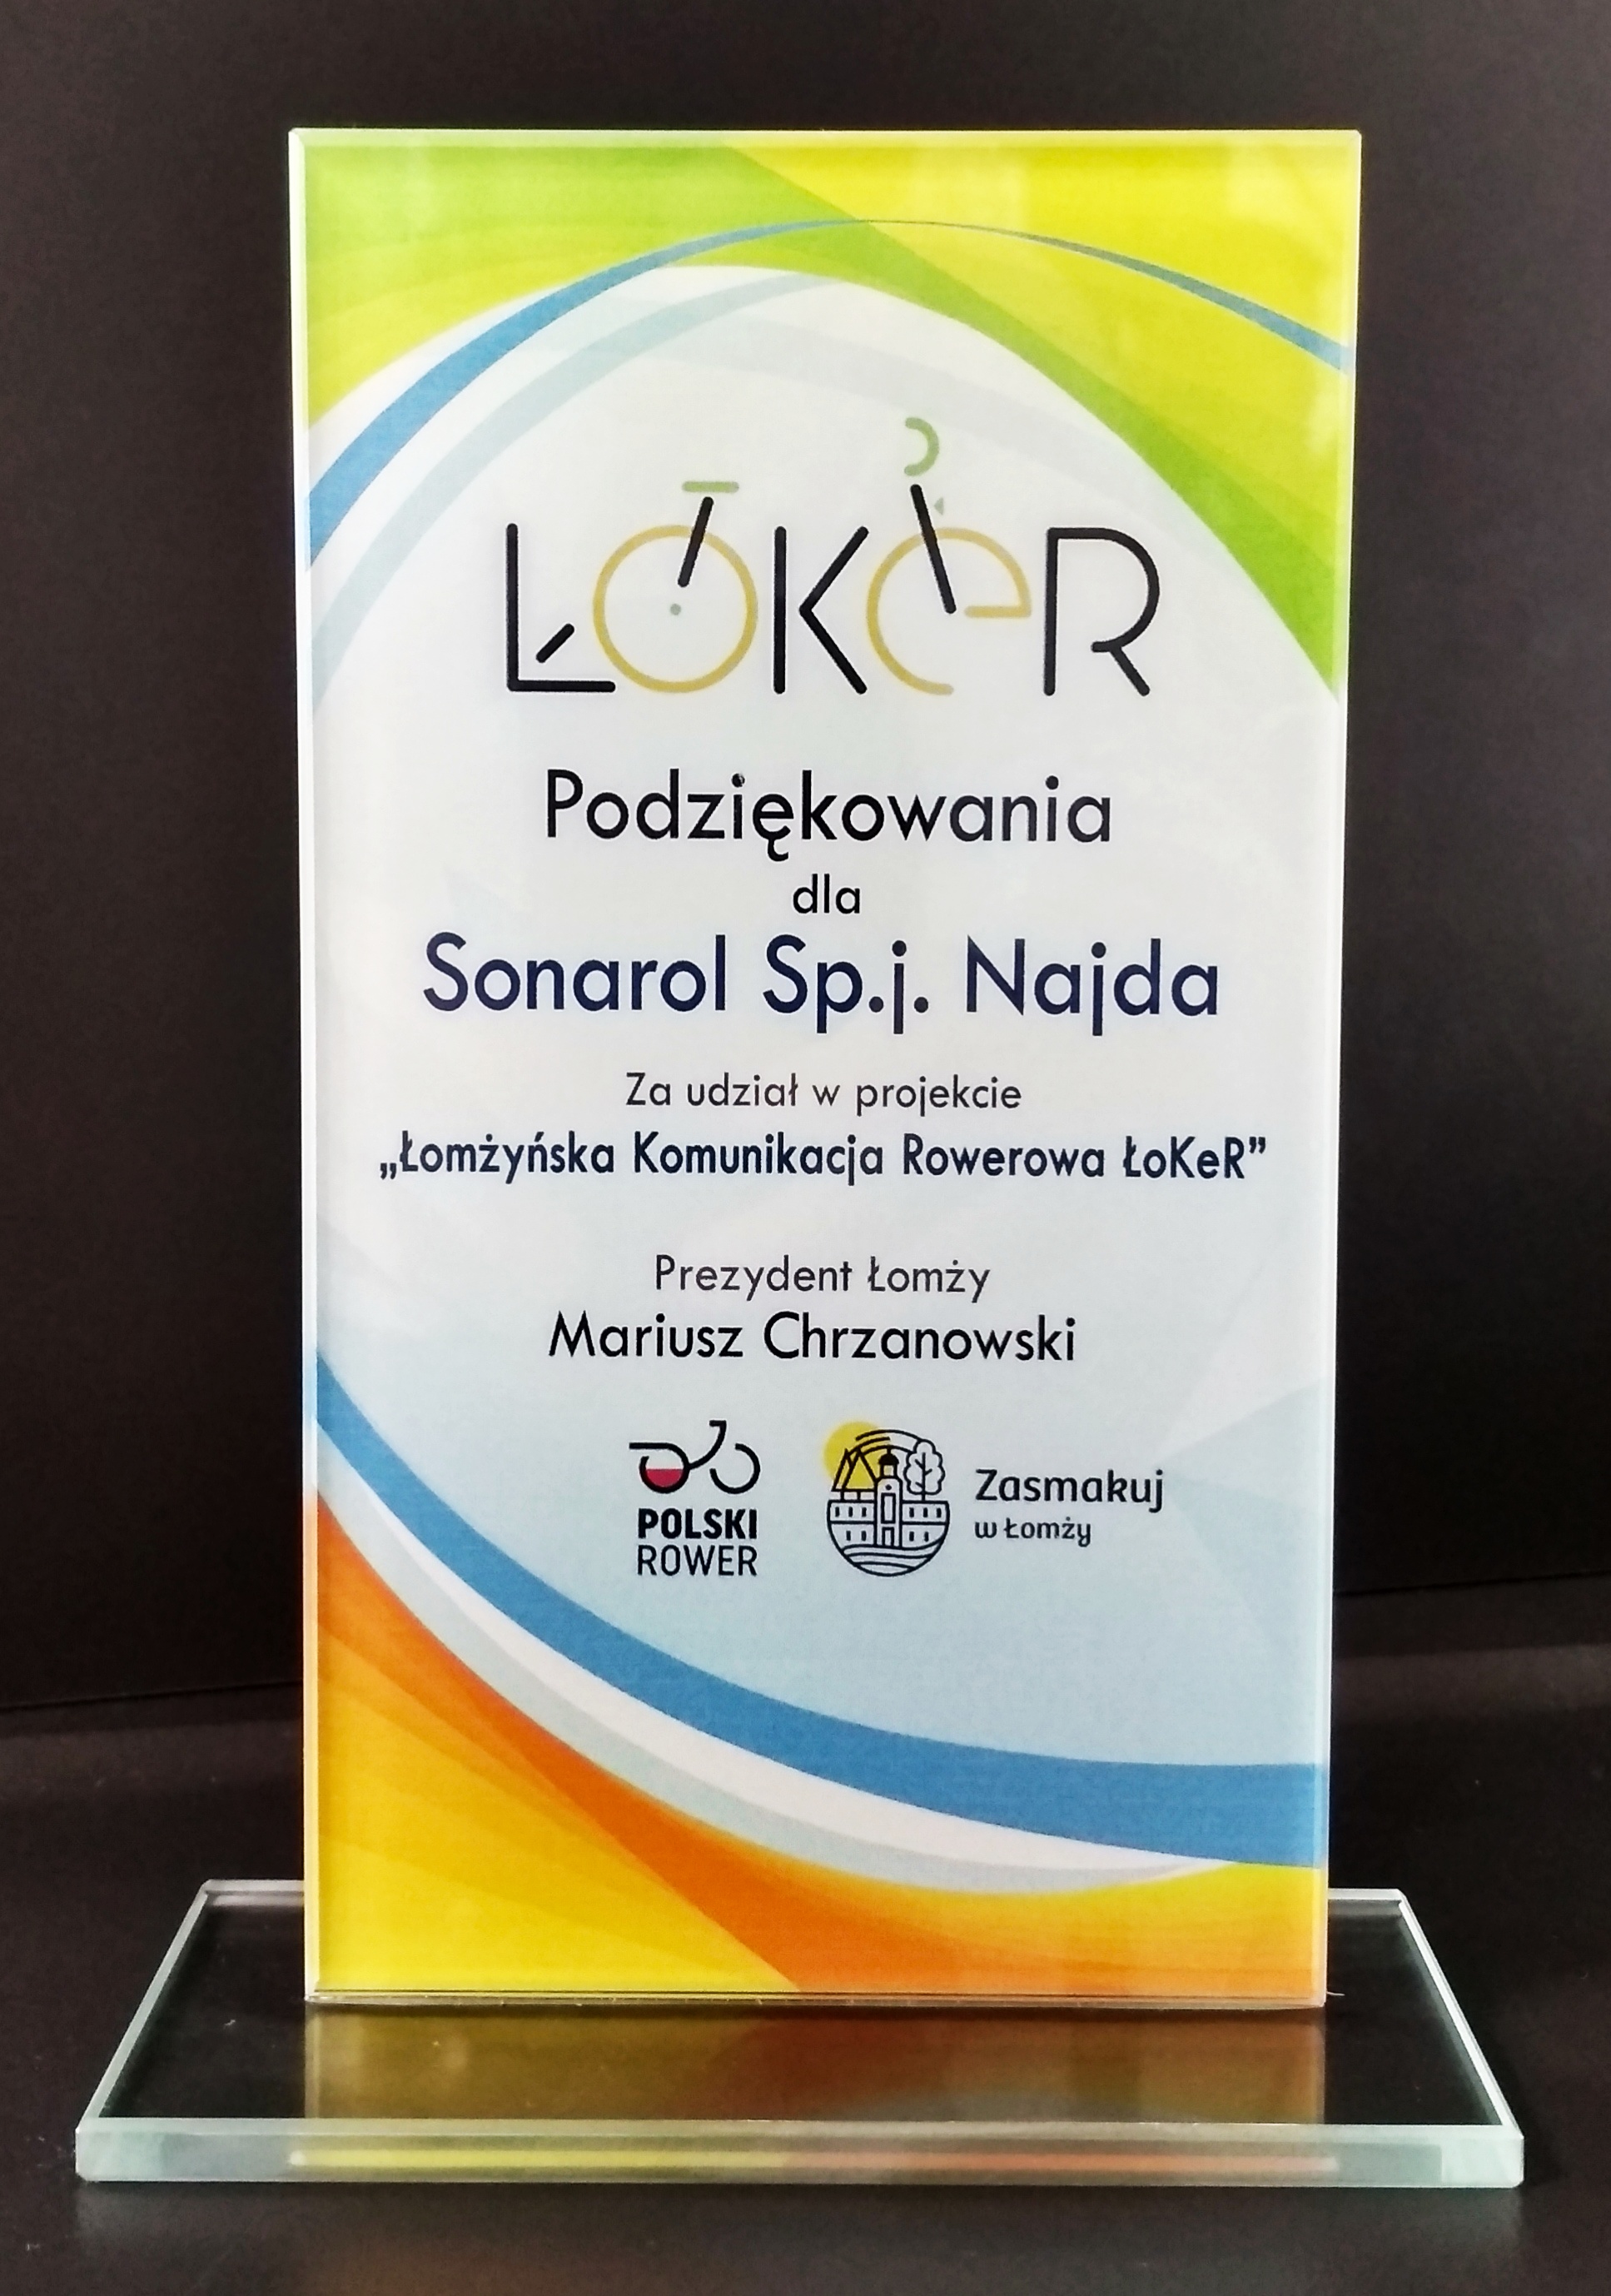 ŁOKeR
Podziękowania
dla
Sonarol Sp.j. Najda
Za udział w projekcie
„Łomżyńska Komunikacja Rowerowa ŁoKeR”
Prezydent Łomży
Mariusz Chrzanowski
POLSKI
ROWER
Zasmakuj
w Łomży